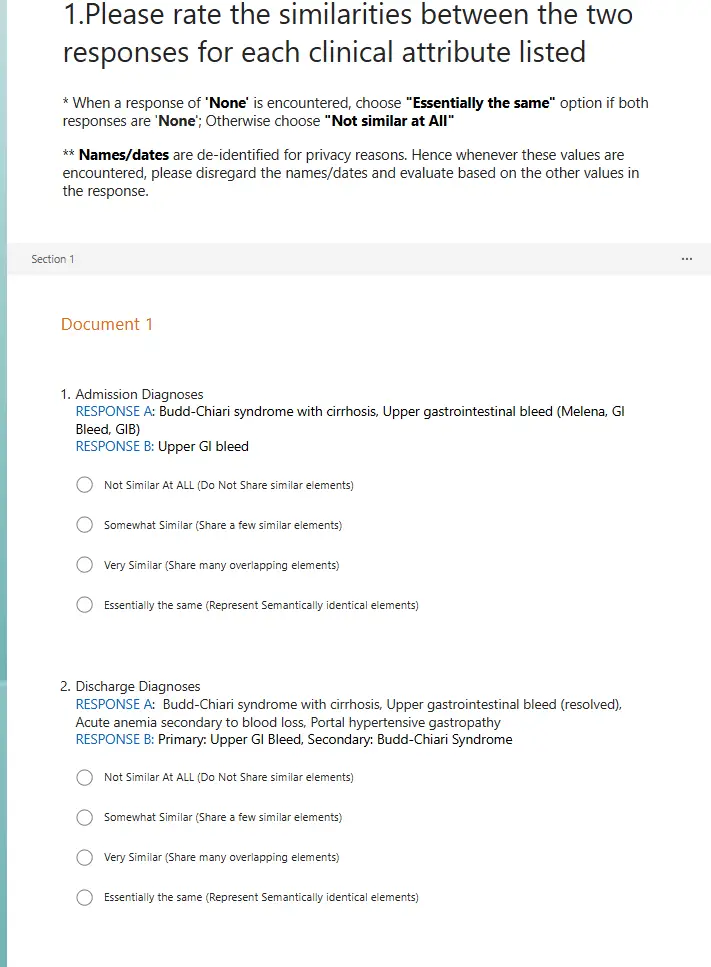 1.Please rate the similarities between the two
responses for each clinical attribute listed
* When a response of 'None' is encountered, choose "Essentially the same" option if both
responses are 'None'; Otherwise choose "Not similar at All"
** Names/dates are de-identified for privacy reasons. Hence whenever these values are
encountered, please disregard the names/dates and evaluate based on the other values in
the response.
Section 1
...
Document 1
1. Admission Diagnoses
RESPONSE A: Budd-Chiari syndrome with cirrhosis, Upper gastrointestinal bleed (Melena, GI
Bleed, GIB)
RESPONSE B: Upper GI bleed
Not Similar At ALL (Do Not Share similar elements)
Somewhat Similar (Share a few similar elements)
Very Similar (Share many overlapping elements)
Essentially the same (Represent Semantically identical elements)
2. Discharge Diagnoses
RESPONSE A: Budd-Chiari syndrome with cirrhosis, Upper gastrointestinal bleed (resolved),
Acute anemia secondary to blood loss, Portal hypertensive gastropathy
RESPONSE B: Primary: Upper GI Bleed, Secondary: Budd-Chiari Syndrome
Not Similar At ALL (Do Not Share similar elements)
Somewhat Similar (Share a few similar elements)
Very Similar (Share many overlapping elements)
Essentially the same (Represent Semantically identical elements)